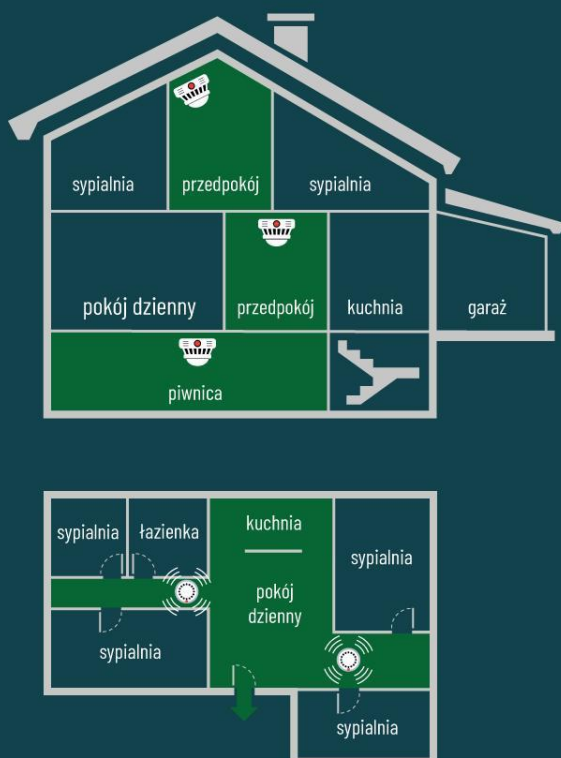 sypialnia
przedpokój
sypialnia
pokój dzienny
przedpokój
kuchnia
garaż
piwnica
sypialnia
łazienka
kuchnia
sypialnia
pokój
dzienny
sypialnia
sypialnia